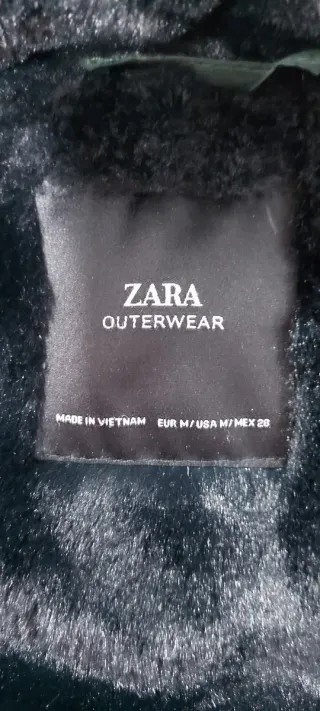 ZARA
OUTERWEAR
MADE IN VIETNAM EUR M/USA M/MEX 28